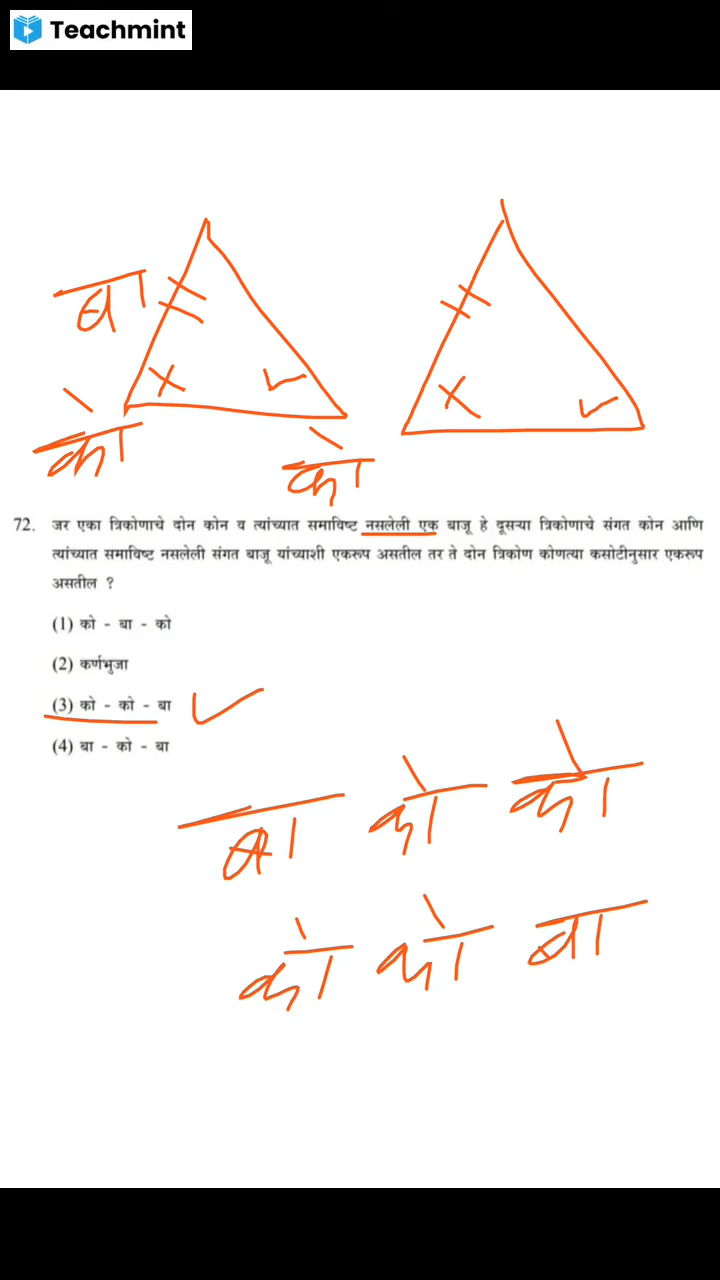 Teachmint
बा
को
को
72. जर एका त्रिकोणाचे दोन कोन व त्यांच्यात समाविष्ट नसलेली एक बाजू हे दूसऱ्या त्रिकोणाचे संगत कोन आणि
त्यांच्यात समाविष्ट नसलेली संगत बाजू यांच्याशी एकरूप असतील तर ते दोन त्रिकोण कोणत्या कसोटीनुसार एकरूप
असतील ?
(1) को - बा - को
(2) कर्णभुजा
(3) को - को - बा
(4) बा - को - बा
बा को को
को को बा